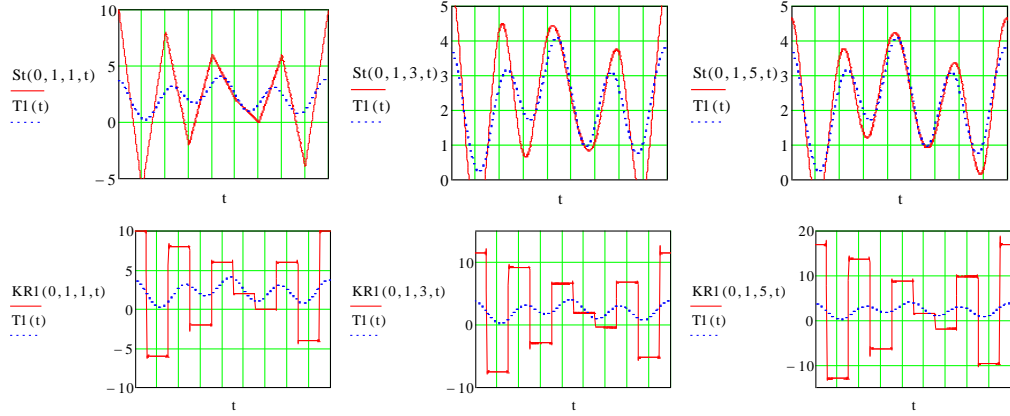 10
5
0
-5
St(0,1,1,t)
T1(t)
t
5
4
3
2
1
0
St(0,1,3,t)
T1(t)
t
5
4
3
2
1
0
St(0,1,5,t)
T1(t)
t
10
5
0
-5
-10
KR1(0,1,1,t)
T1(t)
t
10
0
-10
KR1(0,1,3,t)
T1(t)
t
20
10
0
-10
KR1(0,1,5,t)
T1(t)
t